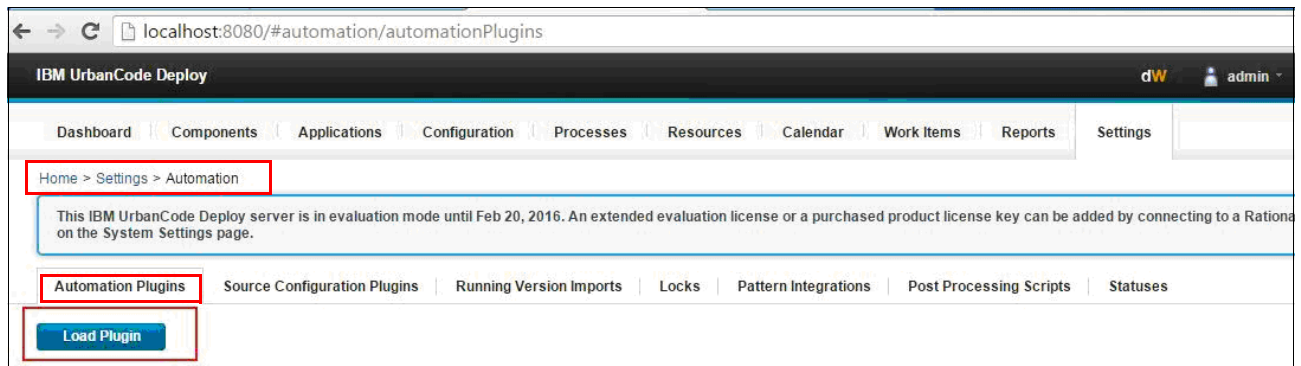 localhost:8080/#automation/automationPlugins
IBM UrbanCode Deploy dW admin
Dashboard Components Applications Configuration Processes Resources Calendar Work Items Reports Settings
Home > Settings > Automation
This IBM UrbanCode Deploy server is in evaluation mode until Feb 20, 2016. An extended evaluation license or a purchased product license key can be added by connecting to a Rationa
on the System Settings page.
Automation Plugins Source Configuration Plugins Running Version Imports Locks Pattern Integrations Post Processing Scripts Statuses
Load Plugin